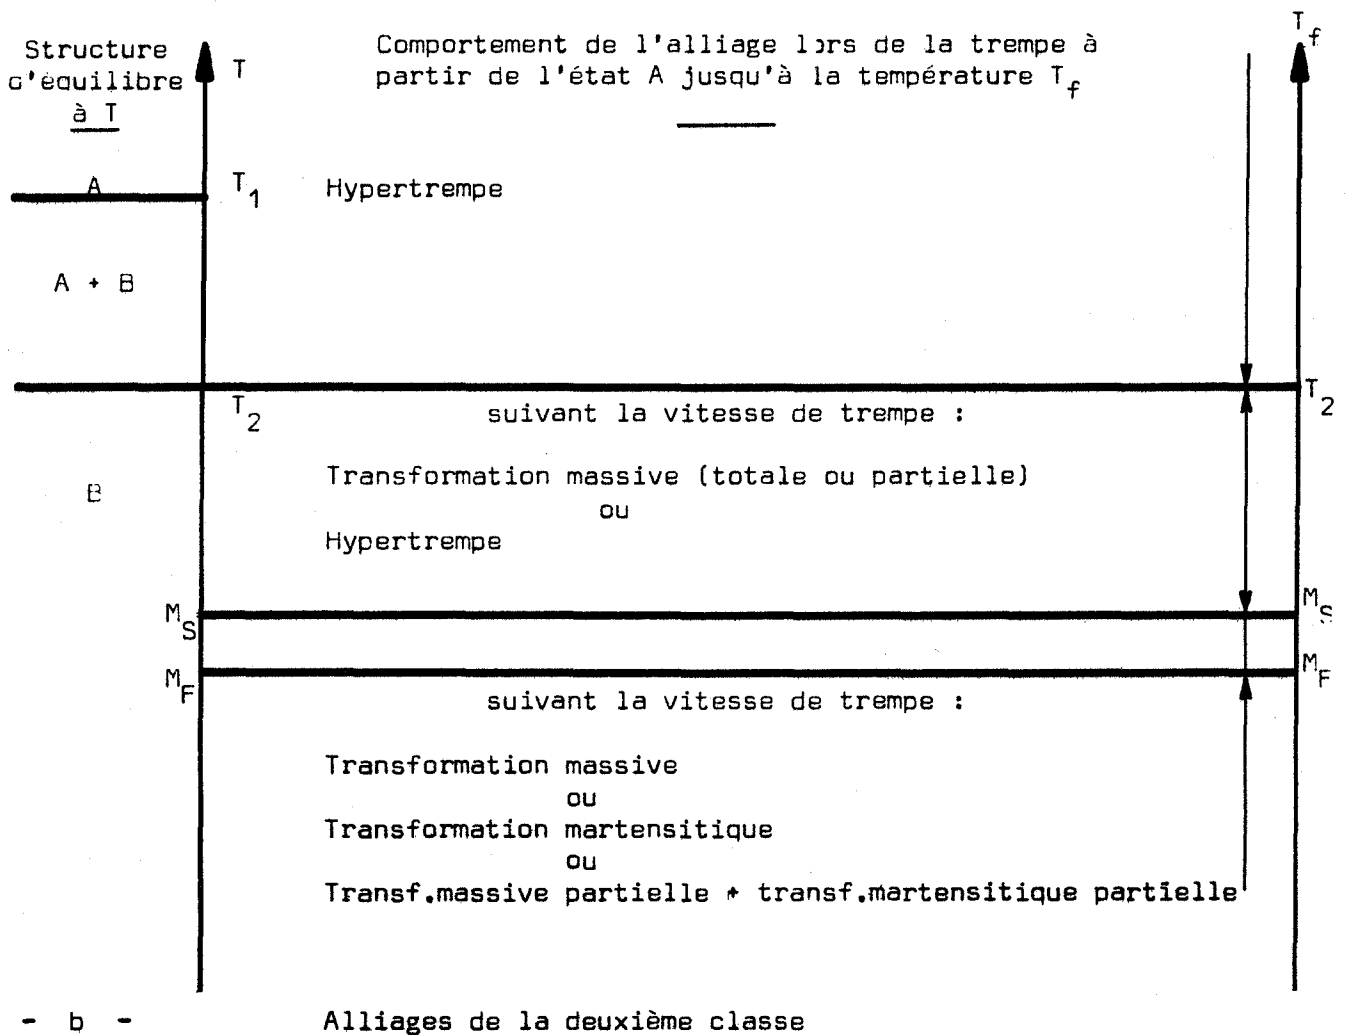 Structure
d'équilibre
à T
T
Comportement de l'alliage lors de la trempe à
partir de l'état A jusqu'à la température T_f
T_f
A
T_1
Hypertrempe
A + B
T_2
T_2
suivant la vitesse de trempe :
Transformation massive (totale ou partielle)
B
ou
Hypertrempe
M_S
M_S
M_F
M_F
suivant la vitesse de trempe :
Transformation massive
ou
Transformation martensitique
ou
Transf.massive partielle + transf.martensitique partielle
- b -
Alliages de la deuxième classe